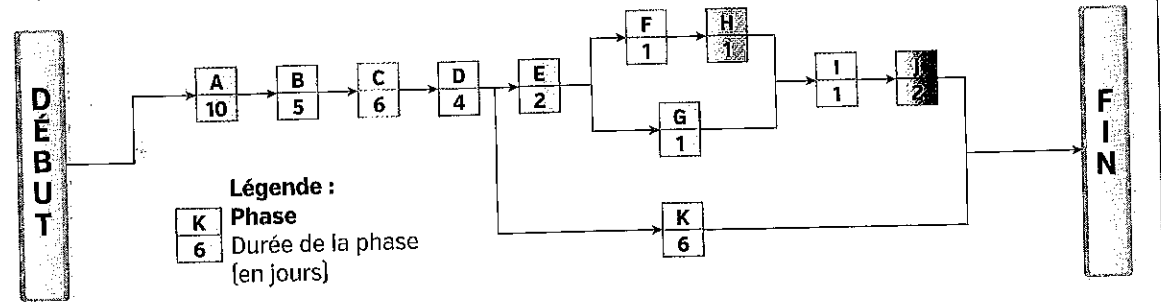 DÉBUT
A
10
B
5
C
6
D
4
E
2
F
1
H
1
G
1
I
1
J
2
K
6
FIN
Légende :
K Phase
6 Durée de la phase
(en jours)